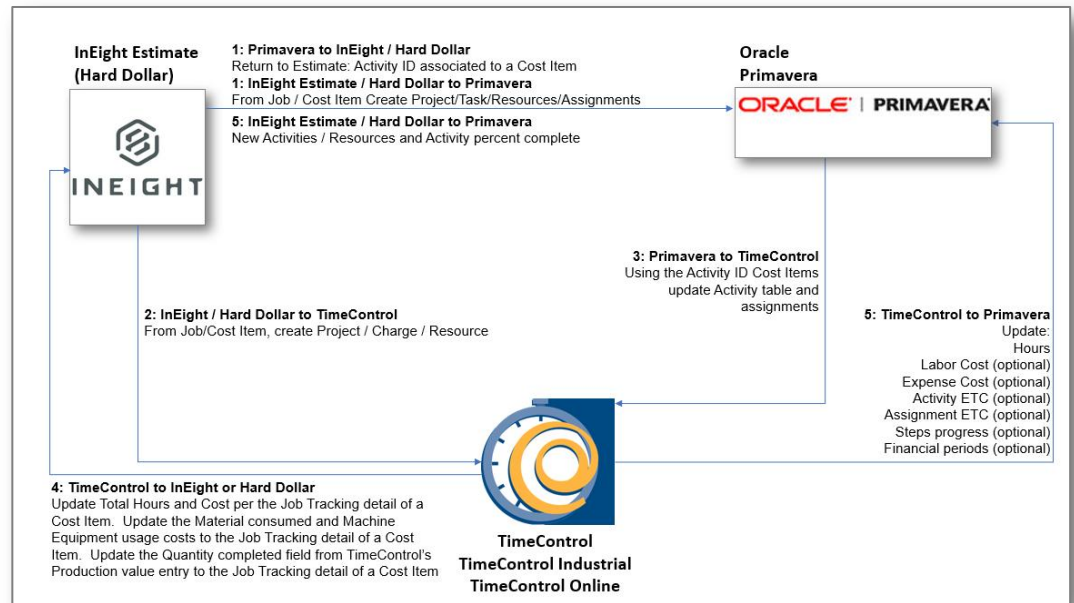 InEight Estimate
(Hard Dollar)
1: Primavera to InEight / Hard Dollar
Return to Estimate: Activity ID associated to a Cost Item
1: InEight Estimate / Hard Dollar to Primavera
From Job / Cost Item Create Project/Task/Resources/Assignments
5: InEight Estimate / Hard Dollar to Primavera
New Activities / Resources and Activity percent complete
Oracle
Primavera
ORACLE | PRIMAVERA
INEIGHT
3: Primavera to TimeControl
Using the Activity ID Cost Items
update Activity table and
assignments
2: InEight / Hard Dollar to TimeControl
From Job/Cost Item, create Project / Charge / Resource
5: TimeControl to Primavera
Update:
Hours
Labor Cost (optional)
Expense Cost (optional)
Activity ETC (optional)
Assignment ETC (optional)
Steps progress (optional)
Financial periods (optional)
4: TimeControl to InEight or Hard Dollar
Update Total Hours and Cost per the Job Tracking detail of a
Cost Item.  Update the Material consumed and Machine
Equipment usage costs to the Job Tracking detail of a Cost
Item.  Update the Quantity completed field from TimeControl's
Production value entry to the Job Tracking detail of a Cost Item
TimeControl
TimeControl Industrial
TimeControl Online